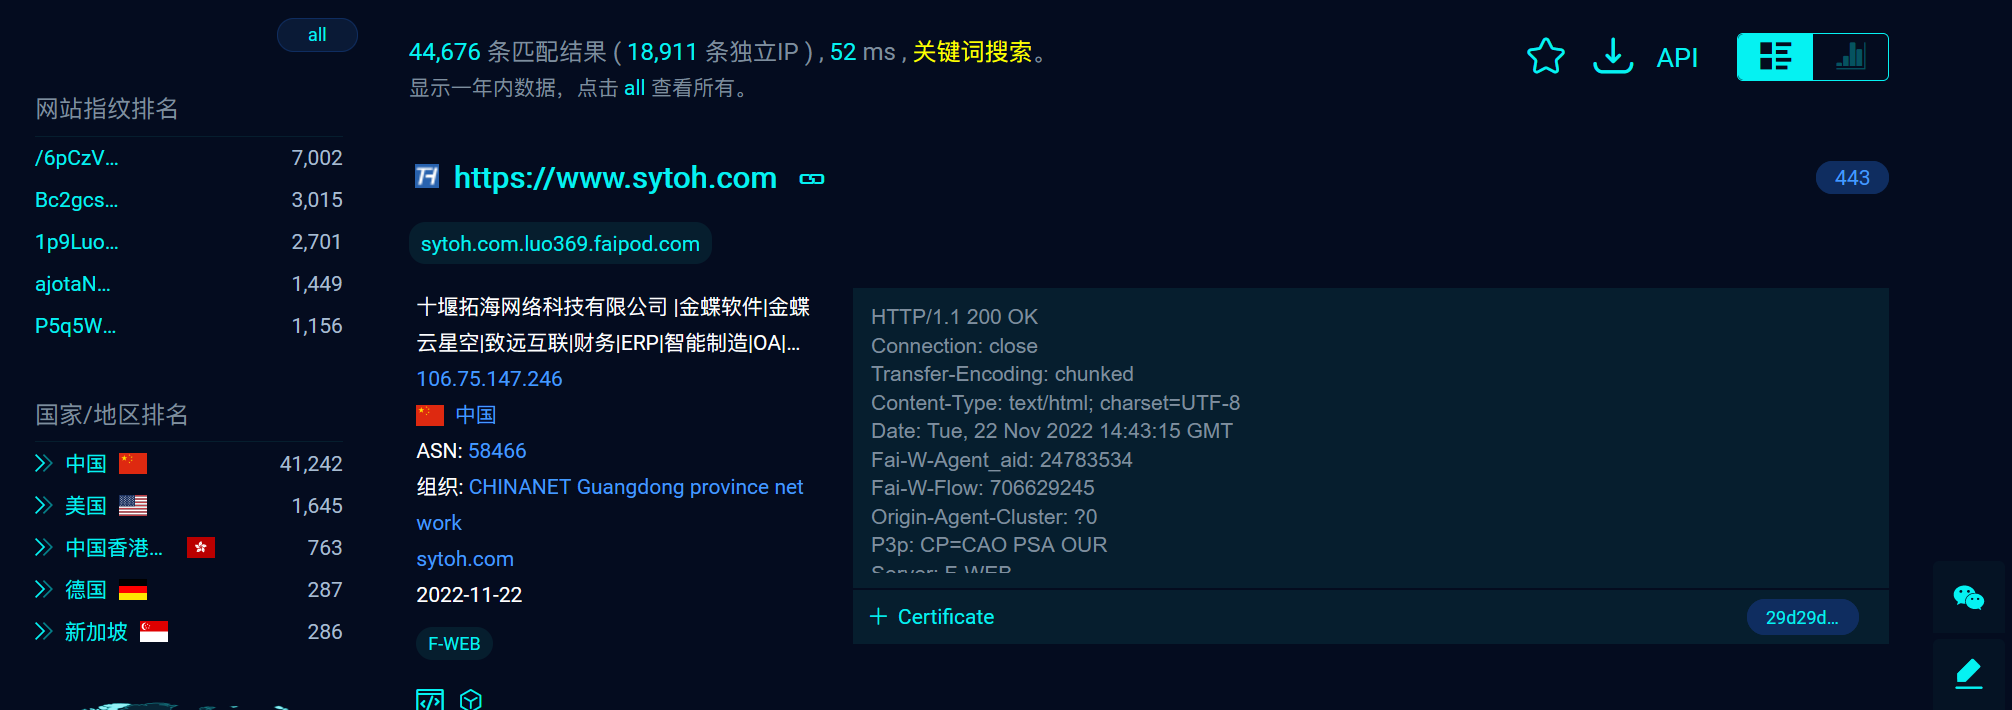 all
44,676 条匹配结果 ( 18,911 条独立IP ) , 52 ms , 关键词搜索。
显示一年内数据，点击 all 查看所有。
API
网站指纹排名
/6pCzV... 7,002
Bc2gcs... 3,015
1p9Luo... 2,701
ajotaN... 1,449
P5q5W... 1,156
国家/地区排名
中国 41,242
美国 1,645
中国香港... 763
德国 287
新加坡 286
TH https://www.sytoh.com
443
sytoh.com.luo369.faipod.com
十堰拓海网络科技有限公司 |金蝶软件|金蝶
云星空|致远互联|财务|ERP|智能制造|OA|...
106.75.147.246
中国
ASN: 58466
组织: CHINANET Guangdong province net
work
sytoh.com
2022-11-22
F-WEB
HTTP/1.1 200 OK
Connection: close
Transfer-Encoding: chunked
Content-Type: text/html; charset=UTF-8
Date: Tue, 22 Nov 2022 14:43:15 GMT
Fai-W-Agent_aid: 24783534
Fai-W-Flow: 706629245
Origin-Agent-Cluster: ?0
P3p: CP=CAO PSA OUR
Server: F-WEB
+ Certificate
29d29d...